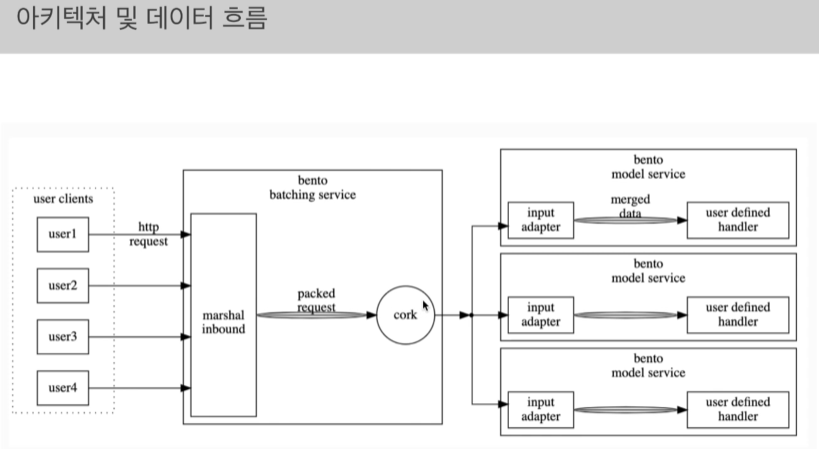 아키텍처 및 데이터 흐름
user clients
user1
user2
user3
user4
http
request
bento
batching service
marshal
inbound
packed
request
cork
bento
model service
input
adapter
merged
data
user defined
handler
bento
model service
input
adapter
user defined
handler
bento
model service
input
adapter
user defined
handler